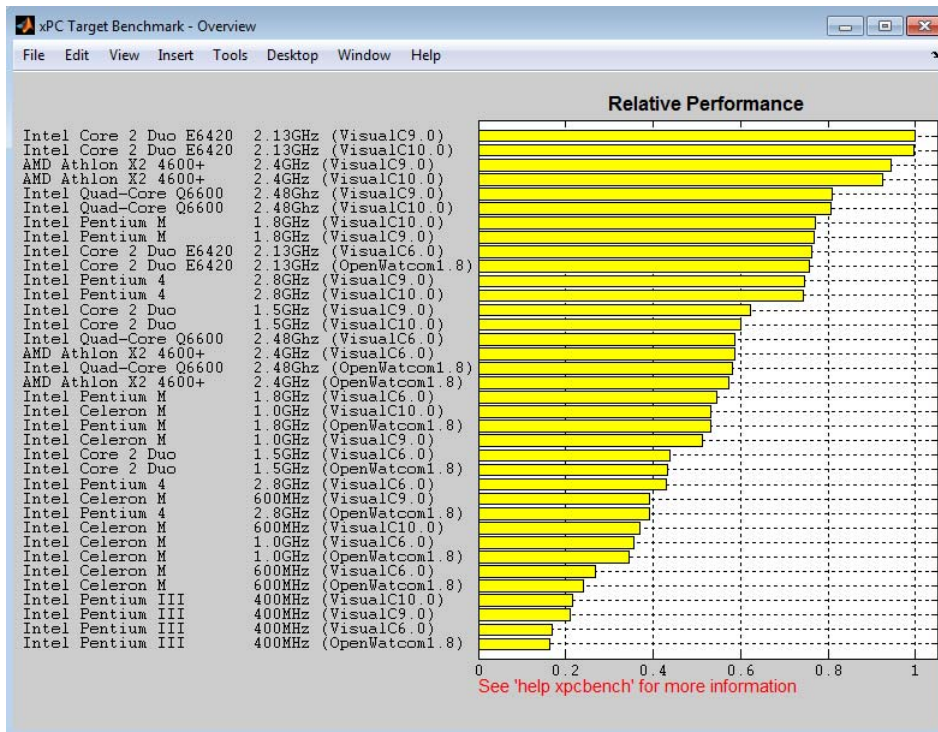 xPC Target Benchmark - Overview
File Edit View Insert Tools Desktop Window Help
Relative Performance
Intel Core 2 Duo E6420 2.13GHz (VisualC9.0)
Intel Core 2 Duo E6420 2.13GHz (VisualC10.0)
AMD Athlon X2 4600+ 2.4GHz (VisualC9.0)
AMD Athlon X2 4600+ 2.4GHz (VisualC10.0)
Intel Quad-Core Q6600 2.48Ghz (VisualC9.0)
Intel Quad-Core Q6600 2.48Ghz (VisualC10.0)
Intel Pentium M 1.8GHz (VisualC10.0)
Intel Pentium M 1.8GHz (VisualC9.0)
Intel Core 2 Duo E6420 2.13GHz (VisualC6.0)
Intel Core 2 Duo E6420 2.13GHz (OpenWatcom1.8)
Intel Pentium 4 2.8GHz (VisualC9.0)
Intel Pentium 4 2.8GHz (VisualC10.0)
Intel Core 2 Duo 1.5GHz (VisualC9.0)
Intel Core 2 Duo 1.5GHz (VisualC10.0)
Intel Quad-Core Q6600 2.48Ghz (VisualC6.0)
AMD Athlon X2 4600+ 2.4GHz (VisualC6.0)
Intel Quad-Core Q6600 2.48Ghz (OpenWatcom1.8)
AMD Athlon X2 4600+ 2.4GHz (OpenWatcom1.8)
Intel Pentium M 1.8GHz (VisualC6.0)
Intel Celeron M 1.0GHz (VisualC10.0)
Intel Pentium M 1.8GHz (OpenWatcom1.8)
Intel Celeron M 1.0GHz (VisualC9.0)
Intel Core 2 Duo 1.5GHz (VisualC6.0)
Intel Core 2 Duo 1.5GHz (OpenWatcom1.8)
Intel Pentium 4 2.8GHz (VisualC6.0)
Intel Celeron M 600MHz (VisualC9.0)
Intel Pentium 4 2.8GHz (OpenWatcom1.8)
Intel Celeron M 600MHz (VisualC10.0)
Intel Celeron M 1.0GHz (VisualC6.0)
Intel Celeron M 1.0GHz (OpenWatcom1.8)
Intel Celeron M 600MHz (VisualC6.0)
Intel Celeron M 600MHz (OpenWatcom1.8)
Intel Pentium III 400MHz (VisualC10.0)
Intel Pentium III 400MHz (VisualC9.0)
Intel Pentium III 400MHz (VisualC6.0)
Intel Pentium III 400MHz (OpenWatcom1.8)
0 0.2 0.4 0.6 0.8 1
See 'help xpcbench' for more information